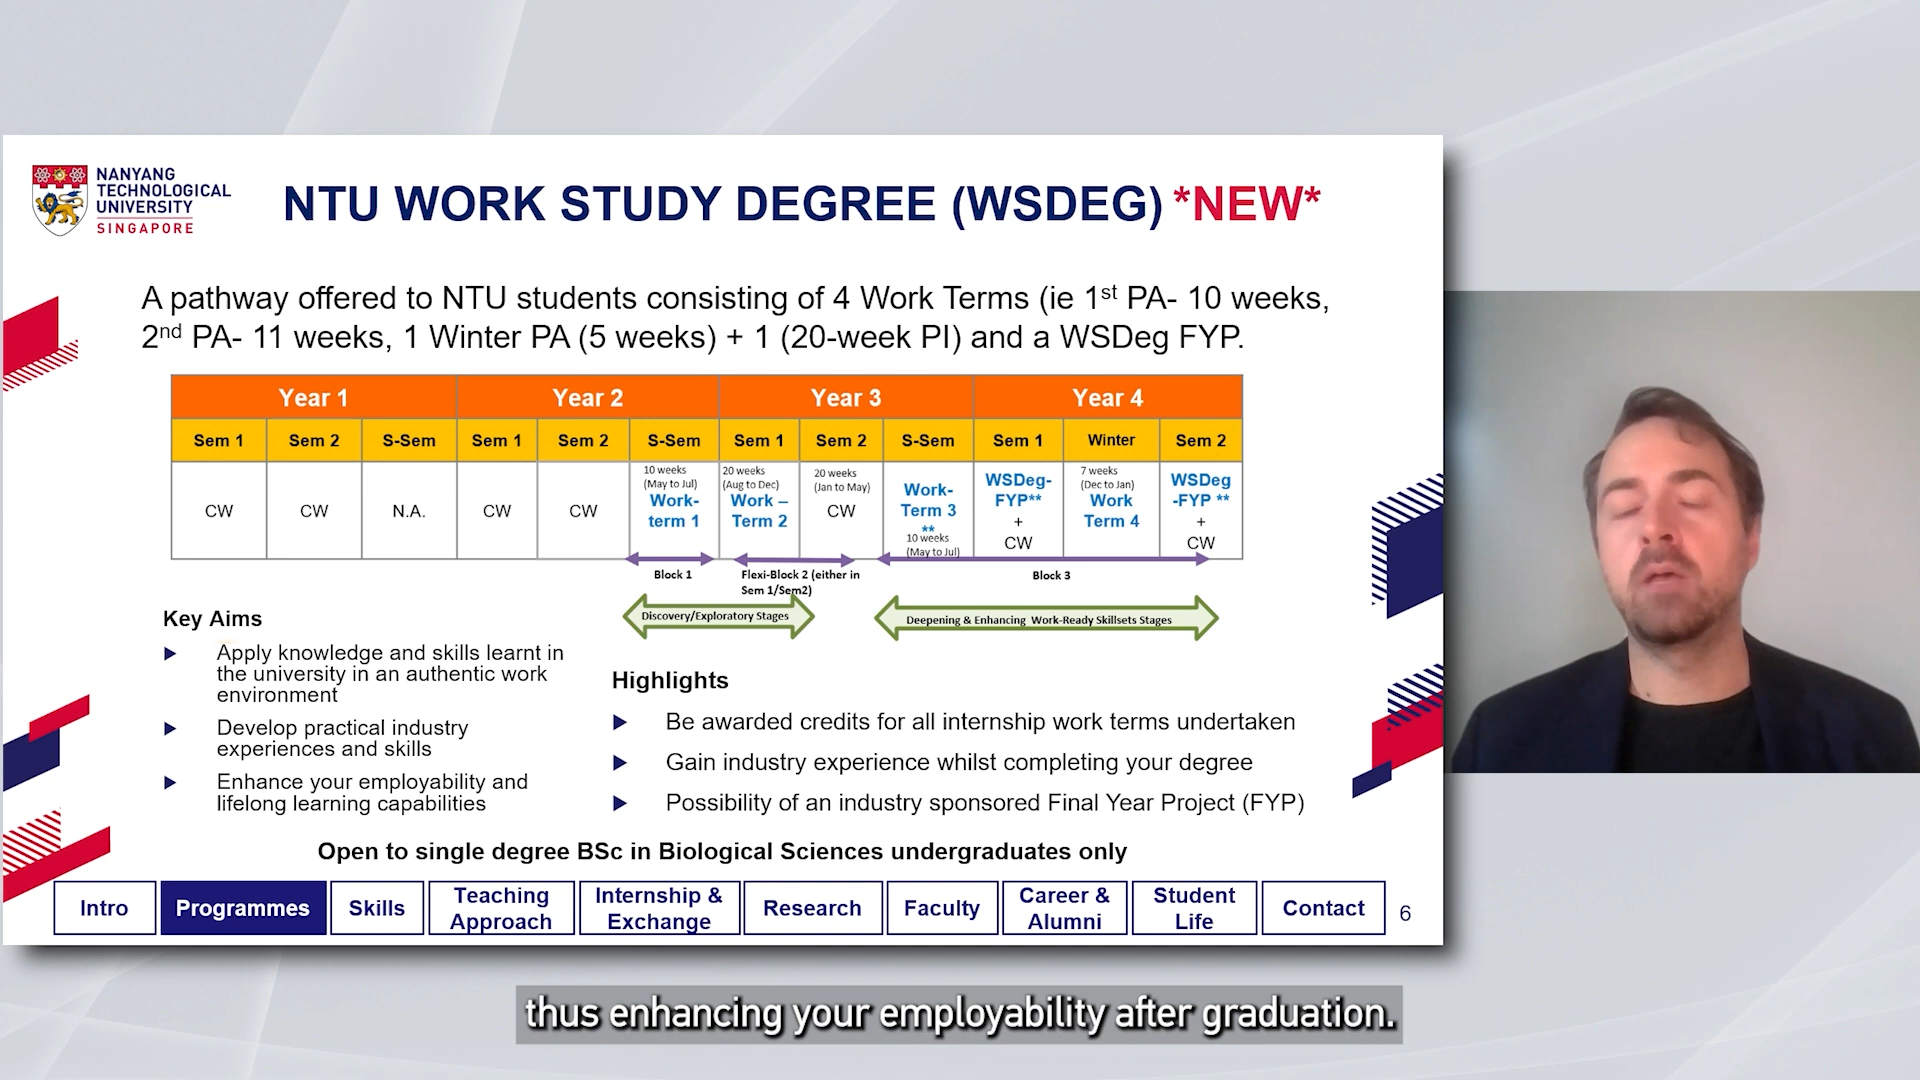 NANYANG
TECHNOLOGICAL
UNIVERSITY
SINGAPORE
NTU WORK STUDY DEGREE (WSDEG) *NEW*
A pathway offered to NTU students consisting of 4 Work Terms (ie 1st PA- 10 weeks,
2nd PA- 11 weeks, 1 Winter PA (5 weeks) + 1 (20-week PI) and a WSDeg FYP.
Year 1 Year 2 Year 3 Year 4
Sem 1 Sem 2 S-Sem Sem 1 Sem 2 S-Sem Sem 1 Sem 2 S-Sem Sem 1 Winter Sem 2
CW
CW
N.A.
CW
CW
10 weeks
(May to Jul)
Work-
term 1
20 weeks
(Aug to Dec)
Work –
Term 2
20 weeks
(Jan to May)
CW
Work-
Term 3
**
10 weeks
(May to Jul)
WSDeg-
FYP**
+
CW
7 weeks
(Dec to Jan)
Work
Term 4
WSDeg
-FYP **
+
CW
Block 1
Flexi-Block 2 (either in
Sem 1/Sem2)
Block 3
Discovery/Exploratory Stages
Deepening & Enhancing Work-Ready Skillsets Stages
Key Aims
Apply knowledge and skills learnt in
the university in an authentic work
environment
Develop practical industry
experiences and skills
Enhance your employability and
lifelong learning capabilities
Highlights
Be awarded credits for all internship work terms undertaken
Gain industry experience whilst completing your degree
Possibility of an industry sponsored Final Year Project (FYP)
Open to single degree BSc in Biological Sciences undergraduates only
Intro
Programmes
Skills
Teaching
Approach
Internship &
Exchange
Research
Faculty
Career &
Alumni
Student
Life
Contact
6
thus enhancing your employability after graduation.